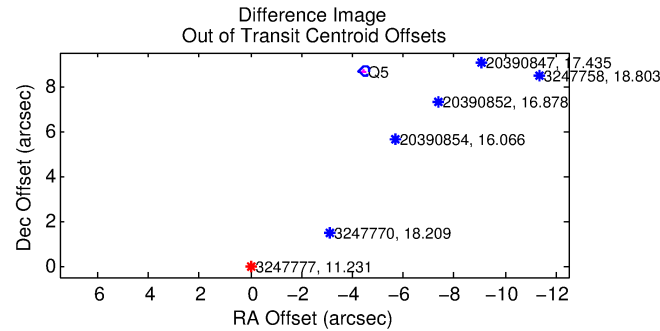 Difference Image
Out of Transit Centroid Offsets
Dec Offset (arcsec)
8
6
4
2
0
Q5
20390847, 17.435
3247758, 18.803
20390852, 16.878
20390854, 16.066
3247770, 18.209
3247777, 11.231
6 4 2 0 −2 −4 −6 −8 −10 −12
RA Offset (arcsec)